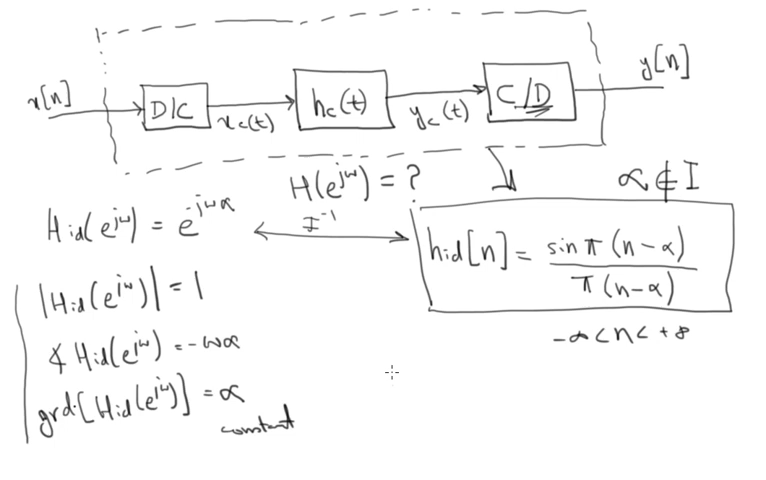 x[n] D/C xc(t) hc(t) yc(t) C/D y[n]
H(e^jω) = ?
α ∉ I
Hid(e^jω) = e^-jωα
F^-1
hid[n] = sin π (n-α) / π (n-α)
-∞ < n < +∞
|Hid(e^jω)| = 1
∢ Hid(e^jω) = -ωα
grd[Hid(e^jω)] = α
constant